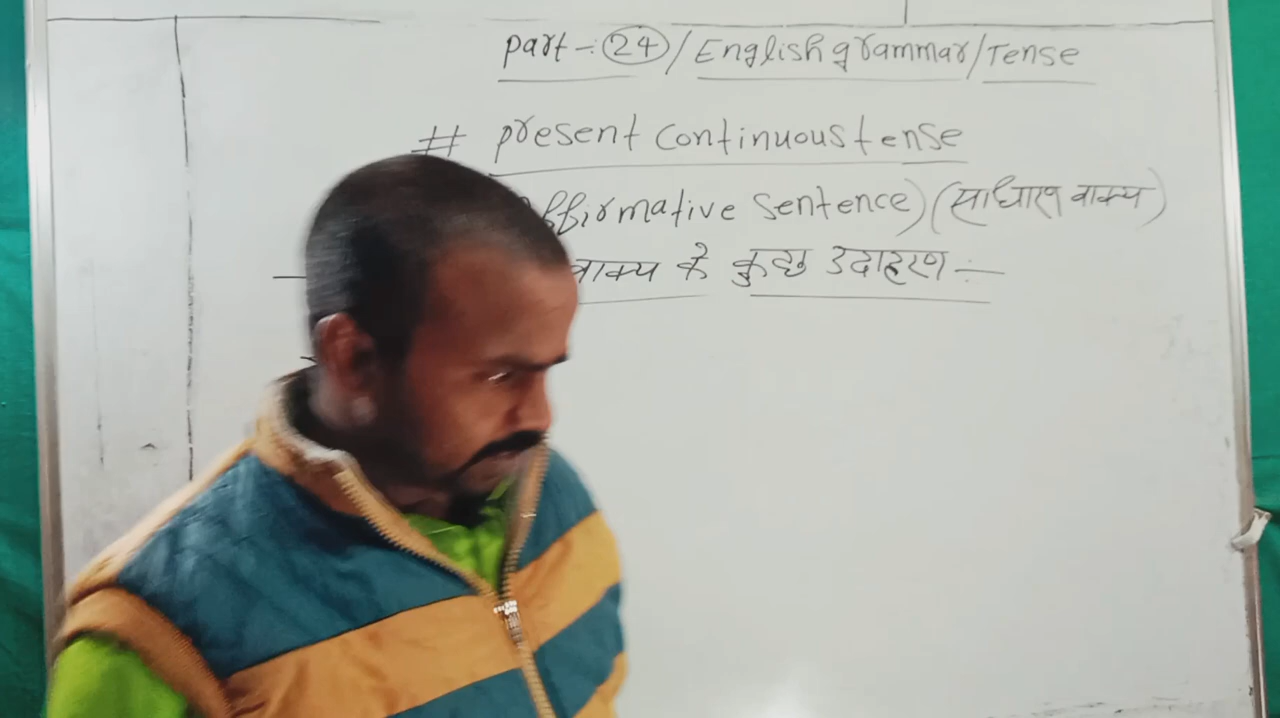 part - 24 / English grammar / Tense
# present continuous tense
Affirmative sentence) (साधारण वाक्य)
वाक्य के कुछ उदाहरण :-